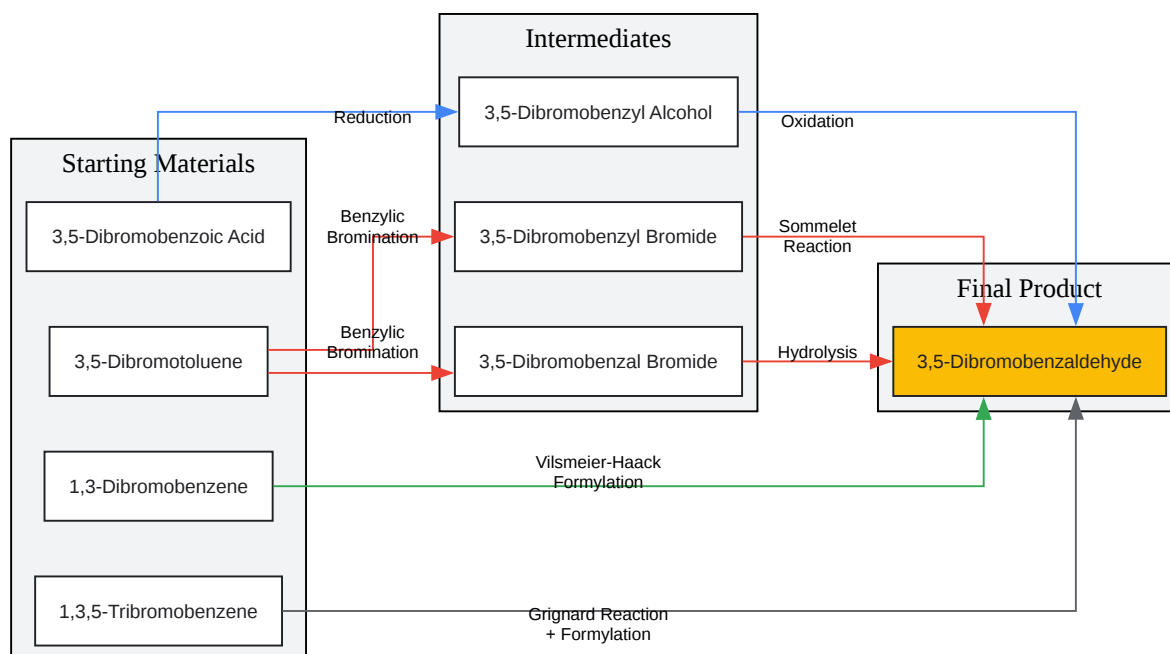 Intermediates
3,5-Dibromobenzyl Alcohol
Reduction
Oxidation
Starting Materials
3,5-Dibromobenzoic Acid
Benzylic
Bromination
3,5-Dibromobenzyl Bromide
Sommelet
Reaction
Final Product
3,5-Dibromotoluene
Benzylic
Bromination
3,5-Dibromobenzal Bromide
Hydrolysis
3,5-Dibromobenzaldehyde
1,3-Dibromobenzene
Vilsmeier-Haack
Formylation
1,3,5-Tribromobenzene
Grignard Reaction
+ Formylation